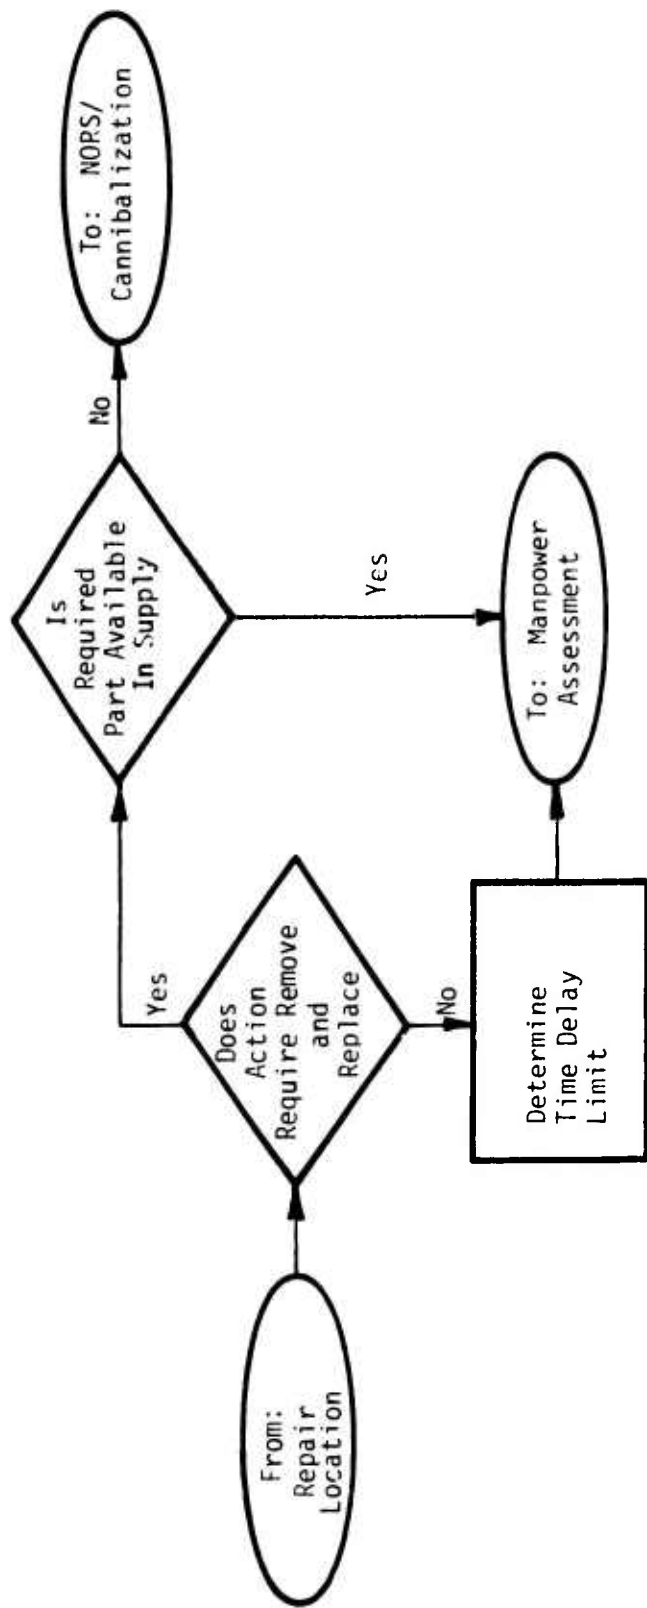 From:
Repair
Location
Does
Action
Require Remove
and
Replace
Yes
No
Is
Required
Part Available
In Supply
No
To: NORS/
Cannibalization
Yes
Determine
Time Delay
Limit
To: Manpower
Assessment